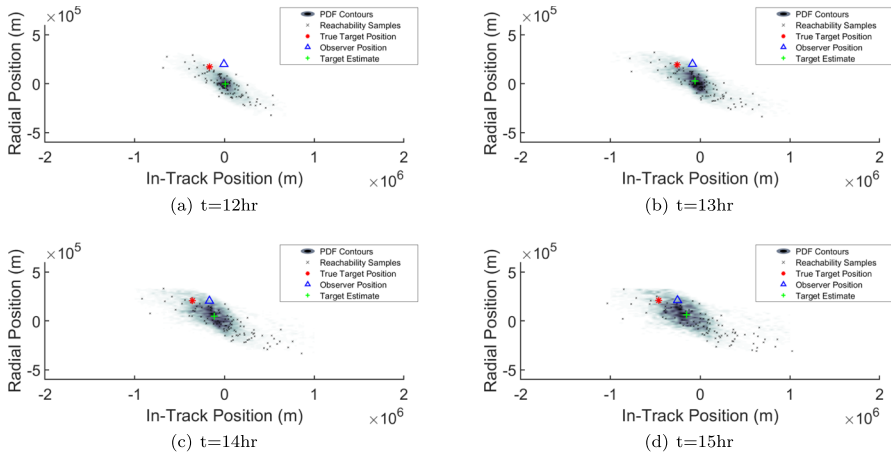 × 10⁵
5
0
-5
Radial Position (m)
PDF Contours
Reachability Samples
True Target Position
Observer Position
Target Estimate
-2 -1 0 1 2
In-Track Position (m) ×10⁶
(a) t=12hr
× 10⁵
5
0
-5
Radial Position (m)
PDF Contours
Reachability Samples
True Target Position
Observer Position
Target Estimate
-2 -1 0 1 2
In-Track Position (m) ×10⁶
(b) t=13hr
× 10⁵
5
0
-5
Radial Position (m)
PDF Contours
Reachability Samples
True Target Position
Observer Position
Target Estimate
-2 -1 0 1 2
In-Track Position (m) ×10⁶
(c) t=14hr
× 10⁵
5
0
-5
Radial Position (m)
PDF Contours
Reachability Samples
True Target Position
Observer Position
Target Estimate
-2 -1 0 1 2
In-Track Position (m) ×10⁶
(d) t=15hr